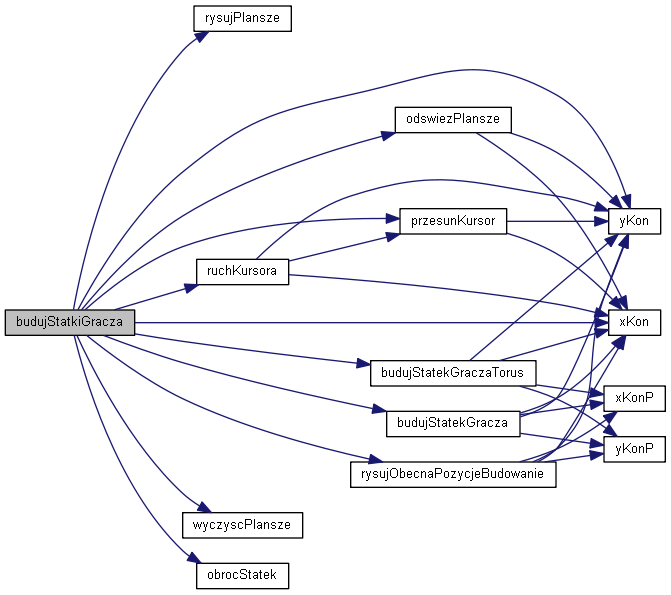 rysujPlansze
odswiezPlansze
yKon
przesunKursor
ruchKursora
budujStatkiGracza
xKon
budujStatekGraczaTorus
xKonP
budujStatekGracza
yKonP
rysujObecnaPozycjeBudowanie
wyczyscPlansze
obrocStatek